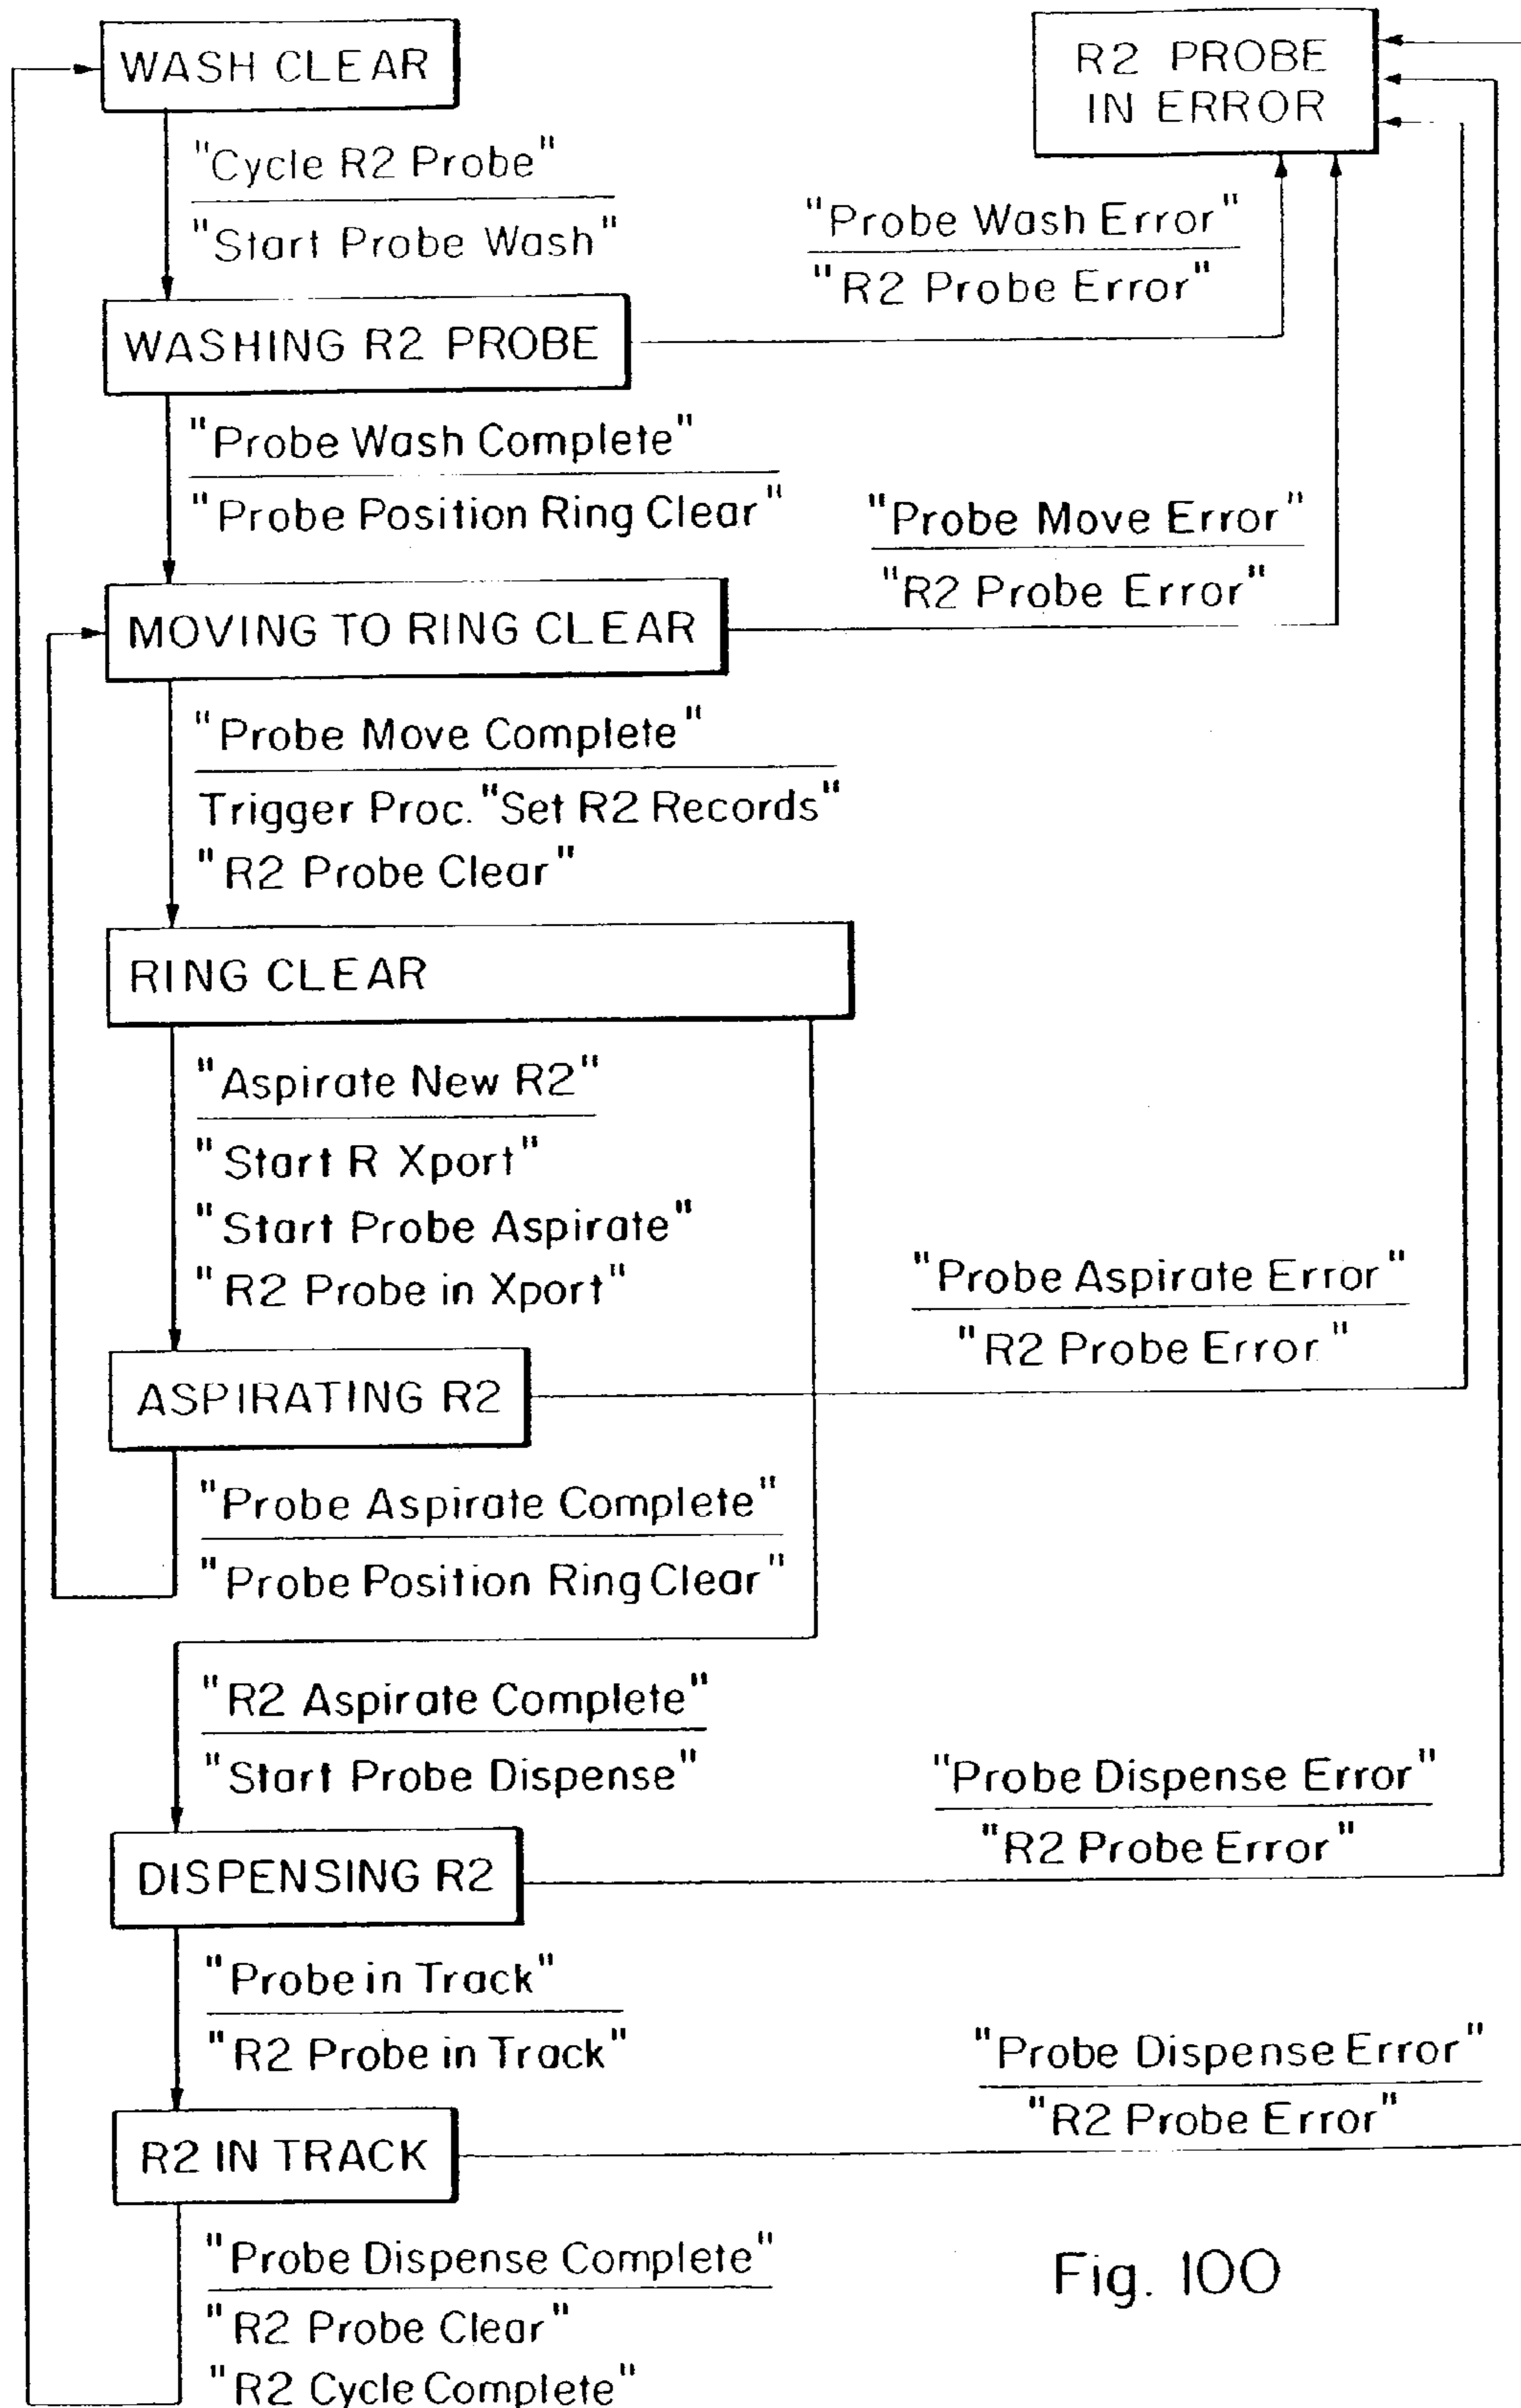 WASH CLEAR
R2 PROBE
IN ERROR
"Cycle R2 Probe"
"Start Probe Wash"
"Probe Wash Error"
"R2 Probe Error"
WASHING R2 PROBE
"Probe Wash Complete"
"Probe Position Ring Clear"
"Probe Move Error"
"R2 Probe Error"
MOVING TO RING CLEAR
"Probe Move Complete"
Trigger Proc. "Set R2 Records"
"R2 Probe Clear"
RING CLEAR
"Aspirate New R2"
"Start R Xport"
"Start Probe Aspirate"
"R2 Probe in Xport"
"Probe Aspirate Error"
"R2 Probe Error"
ASPIRATING R2
"Probe Aspirate Complete"
"Probe Position Ring Clear"
"R2 Aspirate Complete"
"Start Probe Dispense"
"Probe Dispense Error"
"R2 Probe Error"
DISPENSING R2
"Probe in Track"
"R2 Probe in Track"
"Probe Dispense Error"
"R2 Probe Error"
R2 IN TRACK
"Probe Dispense Complete"
"R2 Probe Clear"
"R2 Cycle Complete"
Fig. 100